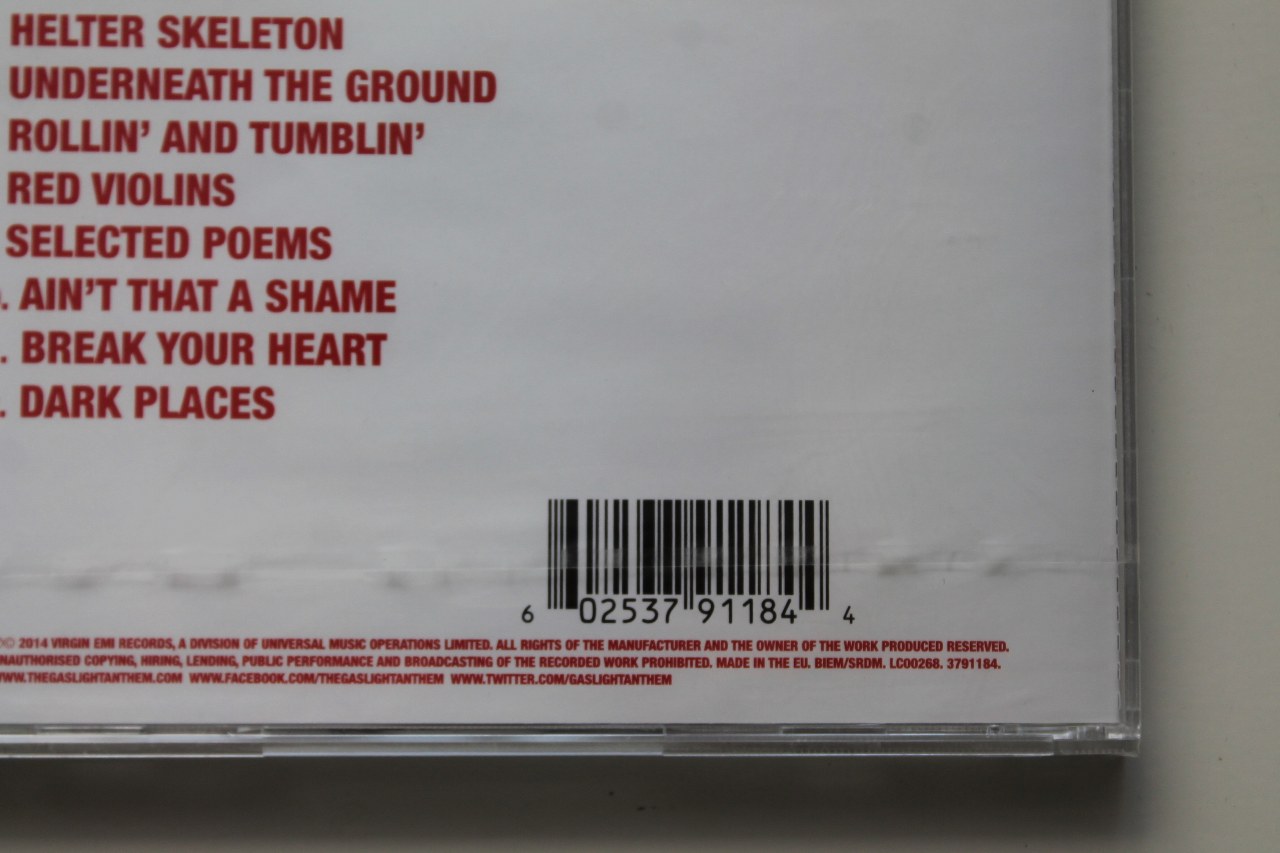 HELTER SKELETON
UNDERNEATH THE GROUND
ROLLIN' AND TUMBLIN'
RED VIOLINS
SELECTED POEMS
. AIN'T THAT A SHAME
. BREAK YOUR HEART
. DARK PLACES
6 02537 91184 4
© 2014 VIRGIN EMI RECORDS, A DIVISION OF UNIVERSAL MUSIC OPERATIONS LIMITED. ALL RIGHTS OF THE MANUFACTURER AND THE OWNER OF THE WORK PRODUCED RESERVED.
NAUTHORISED COPYING, HIRING, LENDING, PUBLIC PERFORMANCE AND BROADCASTING OF THE RECORDED WORK PROHIBITED. MADE IN THE EU. BIEM/SRDM. LC00268. 3791184.
WWW.THEGASLIGHTANTHEM.COM WWW.FACEBOOK.COM/THEGASLIGHTANTHEM WWW.TWITTER.COM/GASLIGHTANTHEM